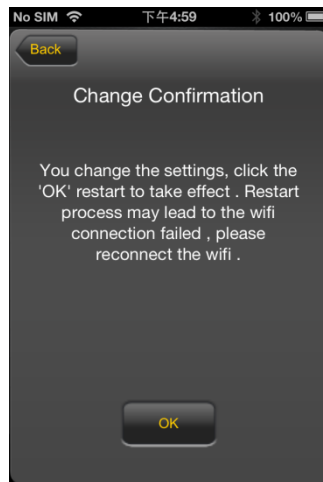 No SIM 下午4:59 100%
Back
Change Confirmation
You change the settings, click the
'OK' restart to take effect . Restart
process may lead to the wifi
connection failed , please
reconnect the wifi .
OK